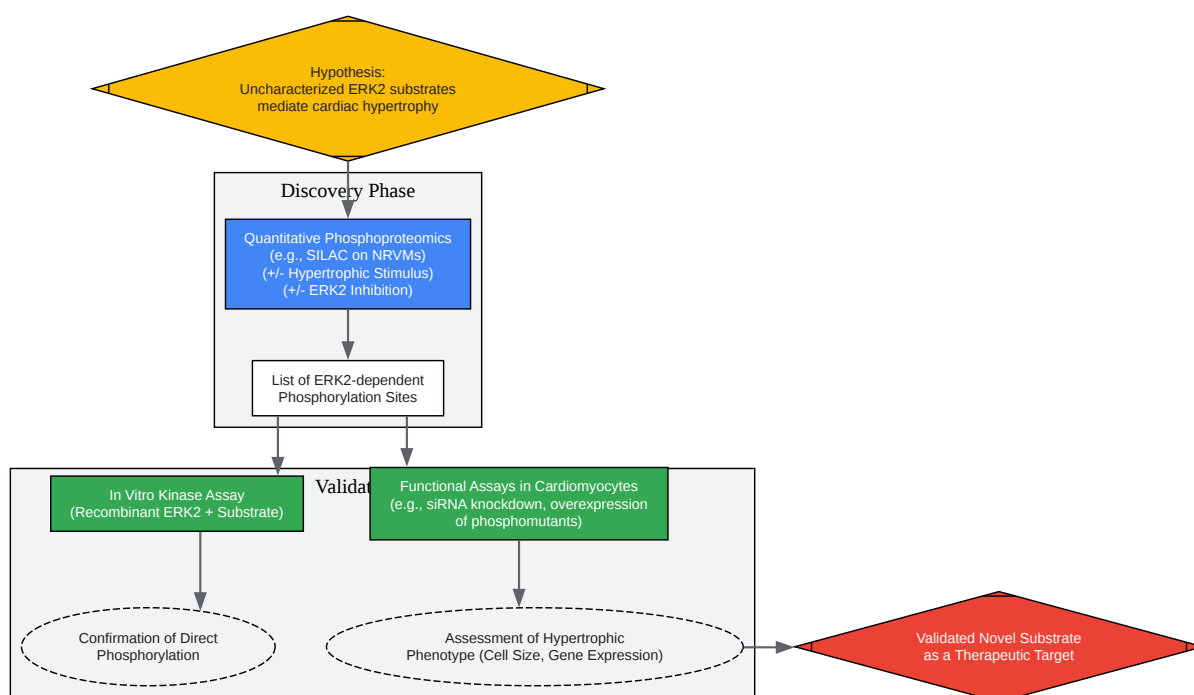 Hypothesis:
Uncharacterized ERK2 substrates
mediate cardiac hypertrophy
Discovery Phase
Quantitative Phosphoproteomics
(e.g., SILAC on NRVMs)
(+/- Hypertrophic Stimulus)
(+/- ERK2 Inhibition)
List of ERK2-dependent
Phosphorylation Sites
In Vitro Kinase Assay
(Recombinant ERK2 + Substrate)
Functional Assays in Cardiomyocytes
(e.g., siRNA knockdown, overexpression
of phosphomutants)
Confirmation of Direct
Phosphorylation
Assessment of Hypertrophic
Phenotype (Cell Size, Gene Expression)
Validated Novel Substrate
as a Therapeutic Target